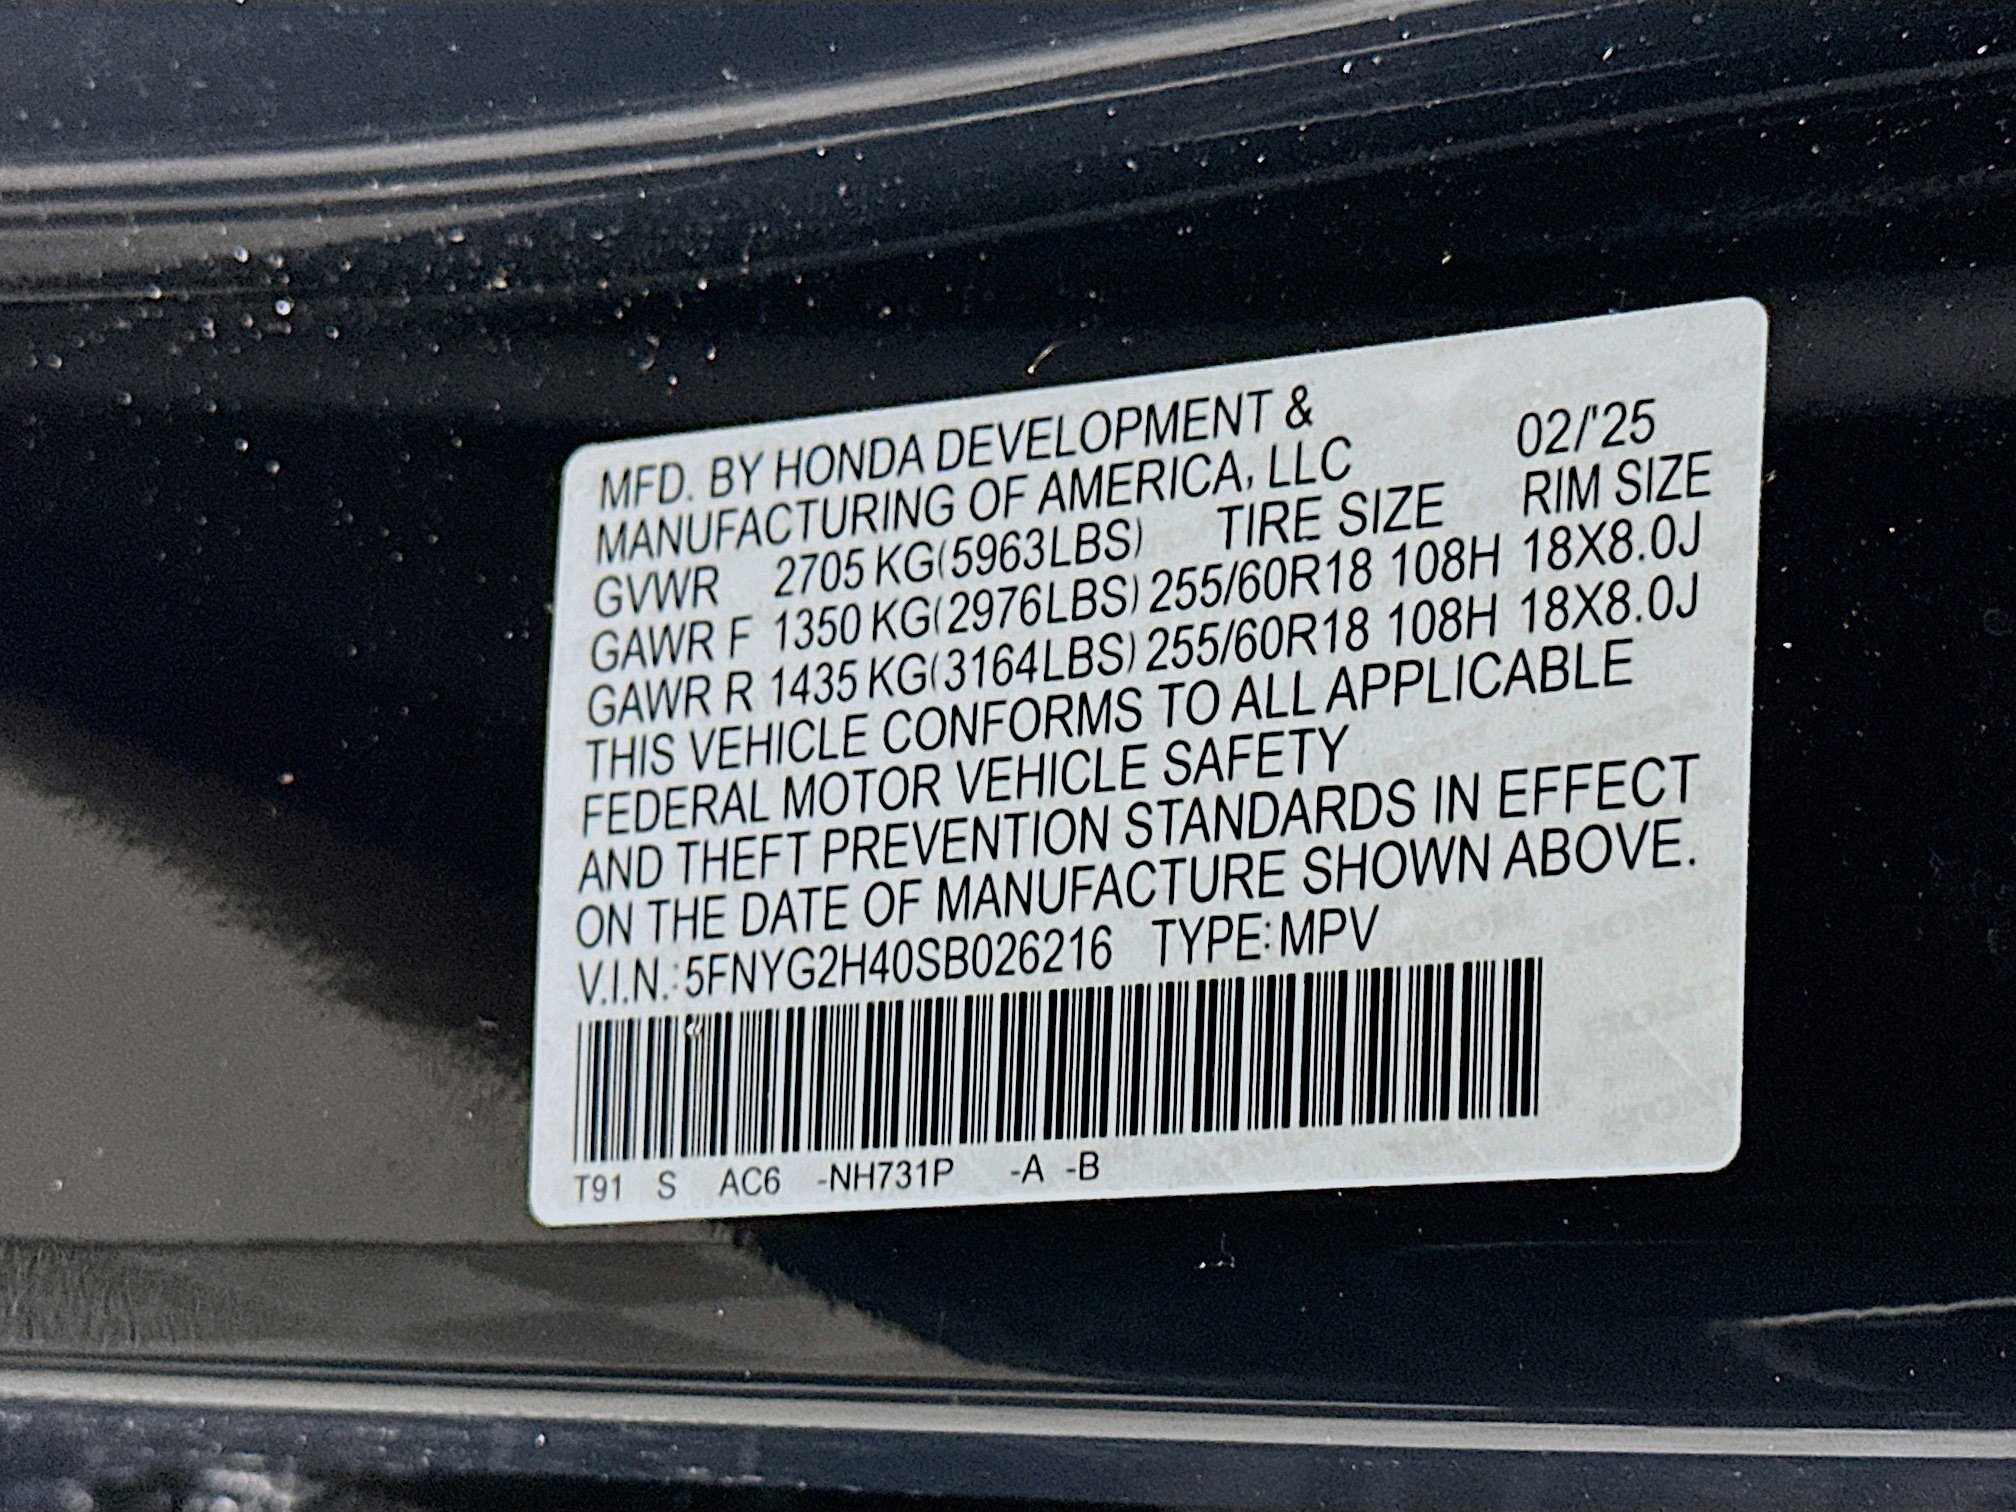 MFD. BY HONDA DEVELOPMENT &
MANUFACTURING OF AMERICA, LLC 02/'25
GVWR 2705 KG(5963LBS) TIRE SIZE RIM SIZE
GAWR F 1350 KG(2976LBS) 255/60R18 108H 18X8.0J
GAWR R 1435 KG(3164LBS) 255/60R18 108H 18X8.0J
THIS VEHICLE CONFORMS TO ALL APPLICABLE
FEDERAL MOTOR VEHICLE SAFETY
AND THEFT PREVENTION STANDARDS IN EFFECT
ON THE DATE OF MANUFACTURE SHOWN ABOVE.
V.I.N.: 5FNYG2H40SB026216 TYPE: MPV
T91 S AC6 -NH731P -A -B